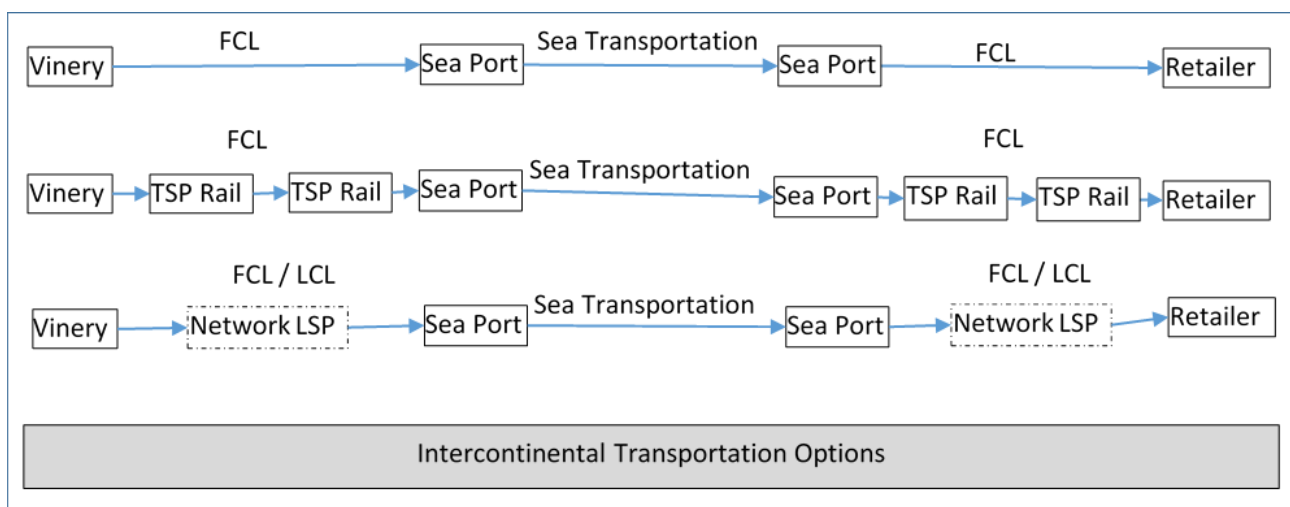 FCL
Sea Transportation
Vinery
Sea Port
Sea Port
FCL
Retailer
FCL
FCL
Sea Transportation
Vinery
TSP Rail
TSP Rail
Sea Port
Sea Port
TSP Rail
TSP Rail
Retailer
FCL / LCL
FCL / LCL
Sea Transportation
Vinery
Network LSP
Sea Port
Sea Port
Network LSP
Retailer
Intercontinental Transportation Options